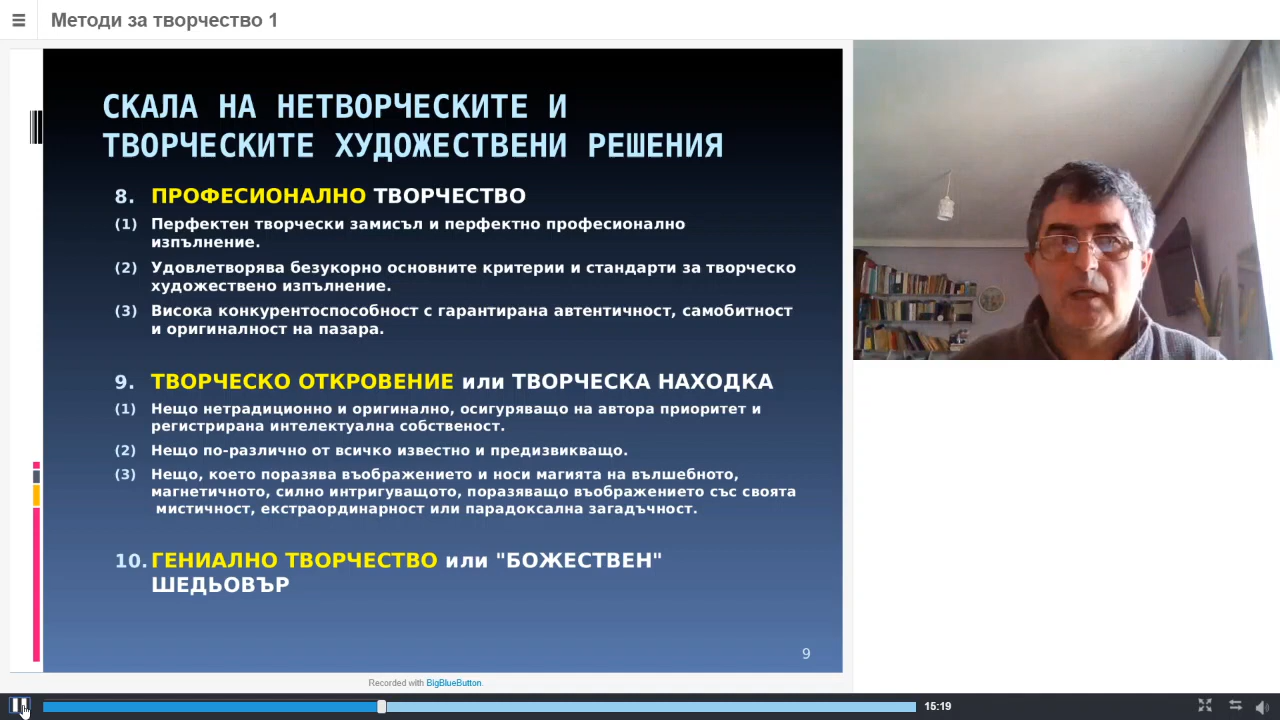 Методи за творчество 1
СКАЛА НА НЕТВОРЧЕСКИТЕ И
ТВОРЧЕСКИТЕ ХУДОЖЕСТВЕНИ РЕШЕНИЯ
8. ПРОФЕСИОНАЛНО ТВОРЧЕСТВО
(1) Перфектен творчески замисъл и перфектно професионално
изпълнение.
(2) Удовлетворява безукорно основните критерии и стандарти за творческо
художествено изпълнение.
(3) Висока конкурентоспособност с гарантирана автентичност, самобитност
и оригиналност на пазара.
9. ТВОРЧЕСКО ОТКРОВЕНИЕ или ТВОРЧЕСКА НАХОДКА
(1) Нещо нетрадиционно и оригинално, осигуряващо на автора приоритет и
регистрирана интелектуална собственост.
(2) Нещо по-различно от всичко известно и предизвикващо.
(3) Нещо, което поразява въображението и носи магията на вълшебното,
магнетичното, силно интригуващото, поразяващо въображението със своята
мистичност, екстраординарност или парадоксална загадъчност.
10. ГЕНИАЛНО ТВОРЧЕСТВО или "БОЖЕСТВЕН"
ШЕДЬОВЪР
9
Recorded with BigBlueButton.
15:19